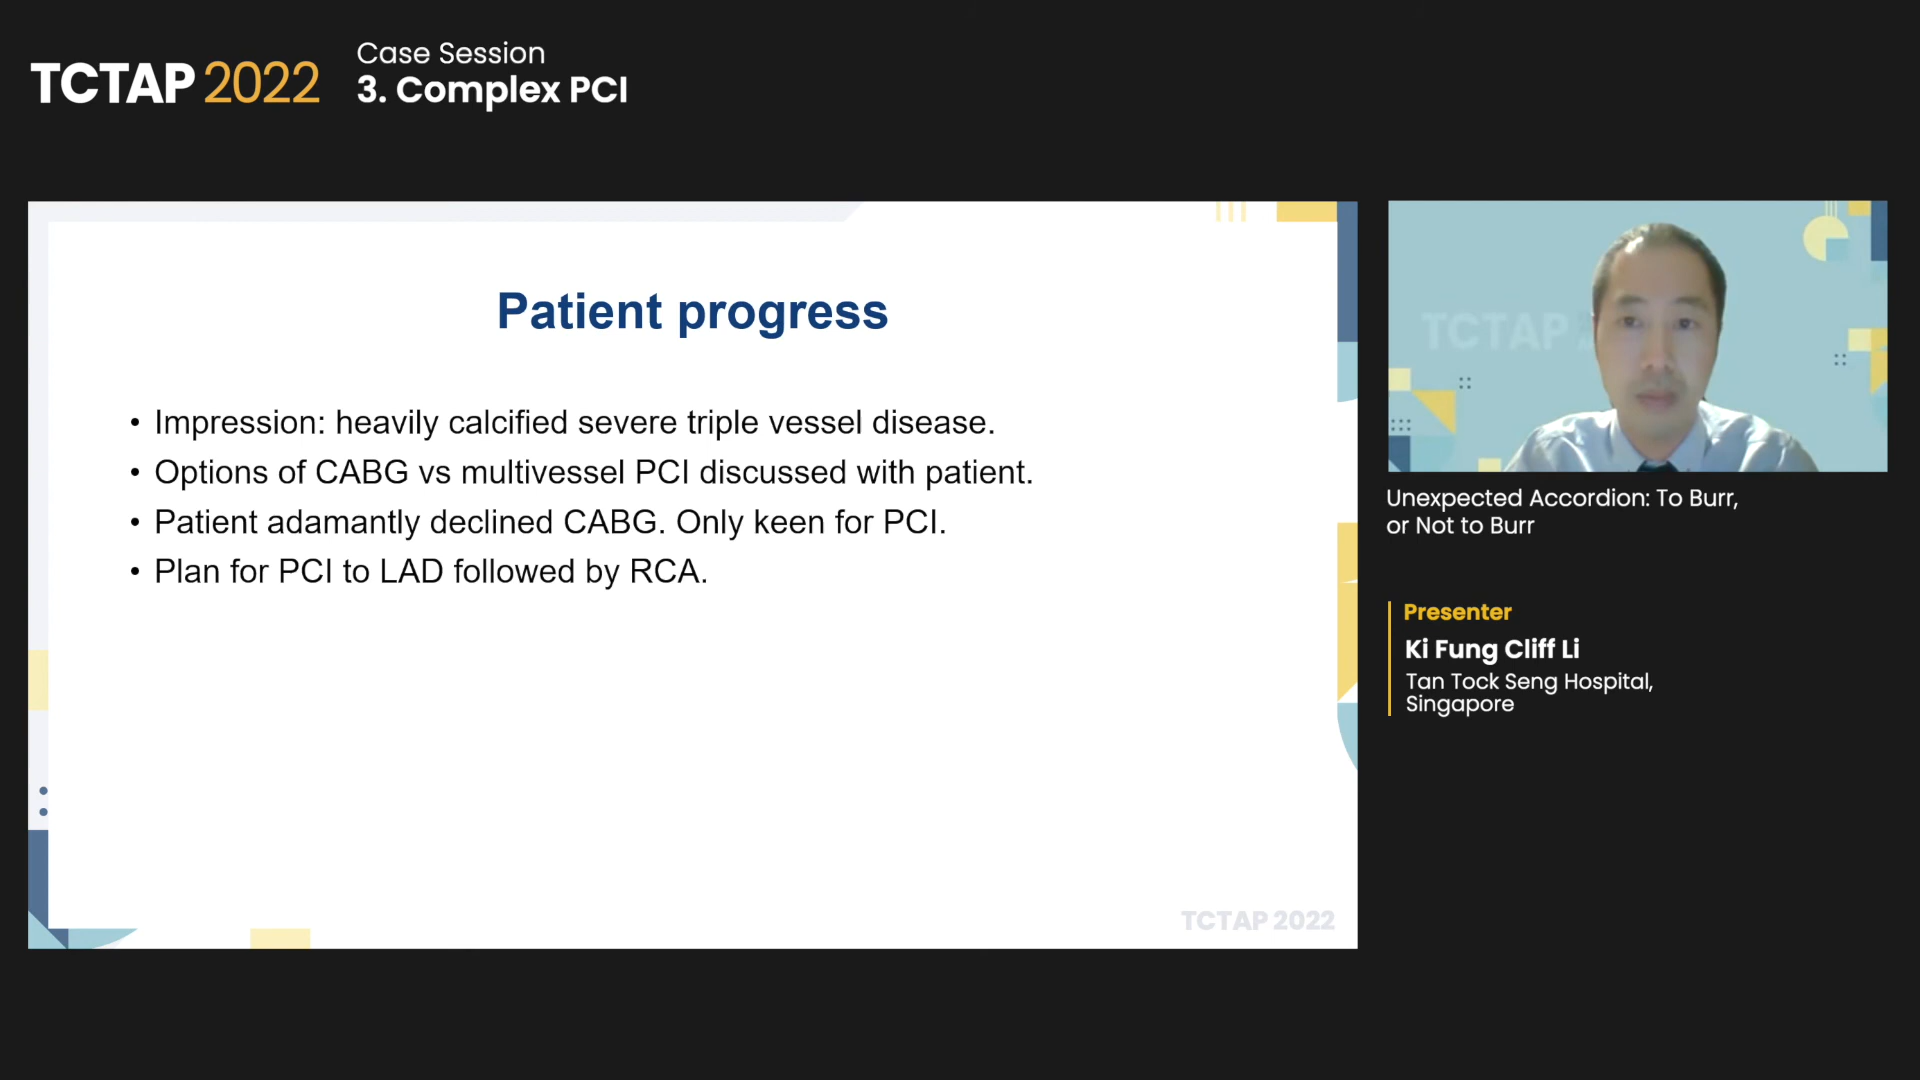 TCTAP 2022
Case Session
3. Complex PCI
Patient progress
• Impression: heavily calcified severe triple vessel disease.
• Options of CABG vs multivessel PCI discussed with patient.
• Patient adamantly declined CABG. Only keen for PCI.
• Plan for PCI to LAD followed by RCA.
TCTAP 2022
TCTAP
Unexpected Accordion: To Burr,
or Not to Burr
Presenter
Ki Fung Cliff Li
Tan Tock Seng Hospital,
Singapore